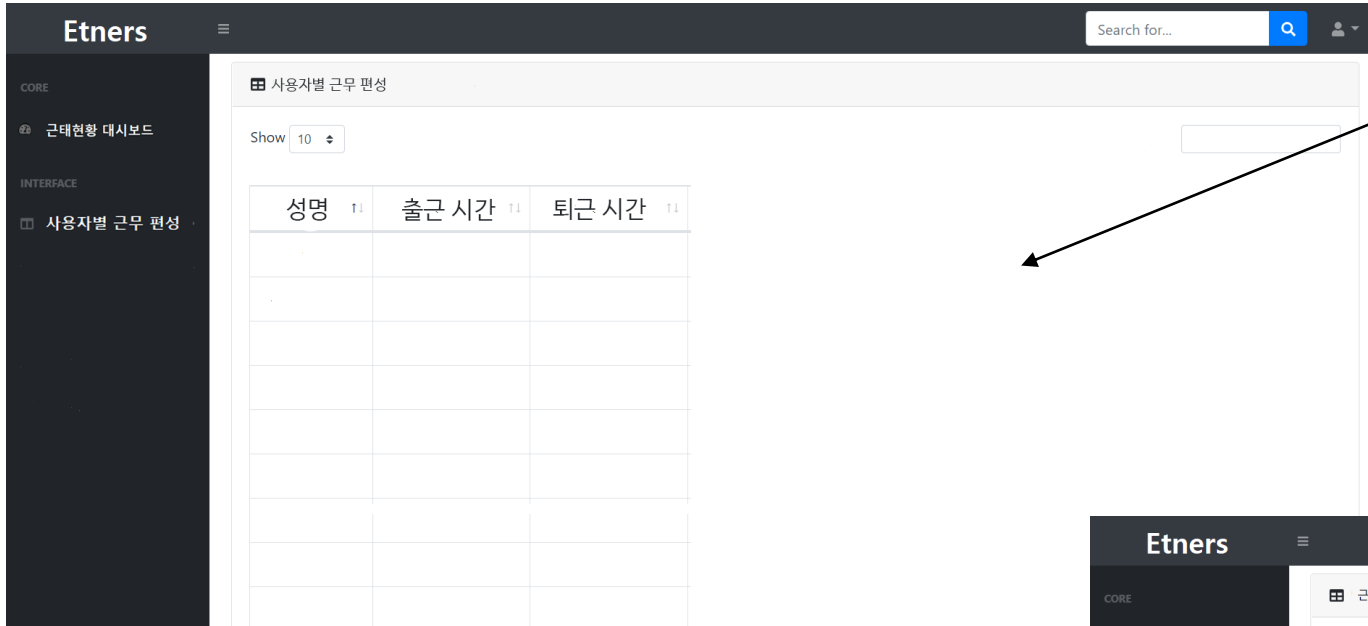 Etners
Search for...
CORE
근태현황 대시보드
INTERFACE
사용자별 근무 편성
사용자별 근무 편성
Show 10
성명 출근 시간 퇴근 시간
Etners
CORE